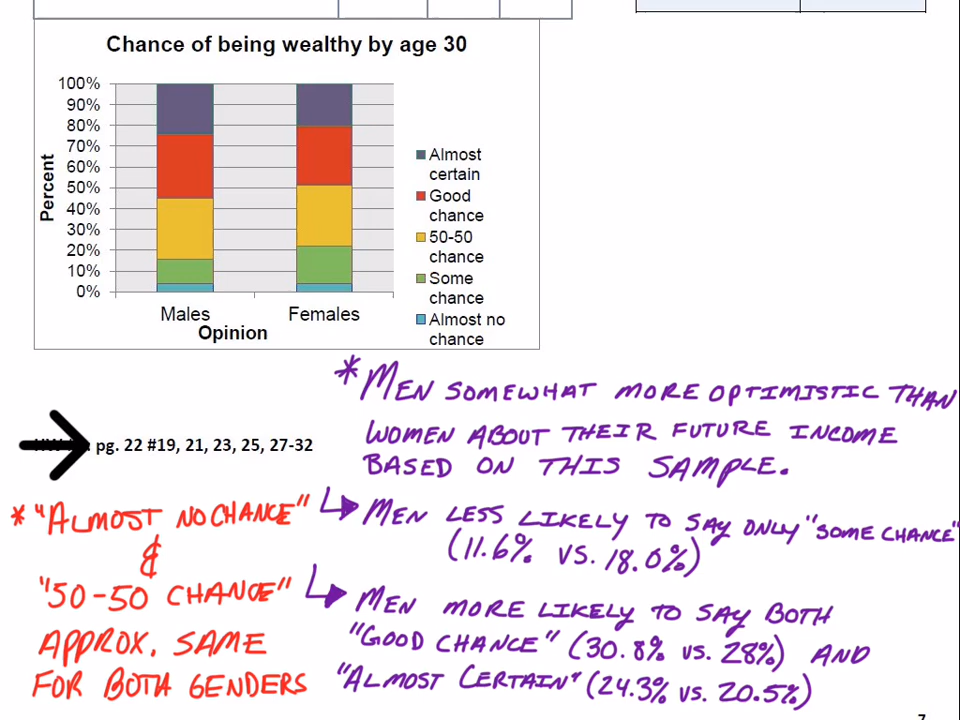 Chance of being wealthy by age 30
100%
90%
80%
70%
60%
50%
40%
30%
20%
10%
0%
Percent
Males Females
Opinion
Almost
certain
Good
chance
50-50
chance
Some
chance
Almost no
chance
* MEN SOMEWHAT MORE OPTIMISTIC THAN
WOMEN ABOUT THEIR FUTURE INCOME
BASED ON THIS SAMPLE.
pg. 22 #19, 21, 23, 25, 27-32
* "ALMOST NO CHANCE"
&
"50-50 CHANCE"
APPROX. SAME
FOR BOTH GENDERS
MEN LESS LIKELY TO SAY ONLY "SOME CHANCE"
(11.6% VS. 18.0%)
MEN MORE LIKELY TO SAY BOTH
"GOOD CHANCE" (30.8% VS. 28%) AND
"ALMOST CERTAIN" (24.3% VS. 20.5%)